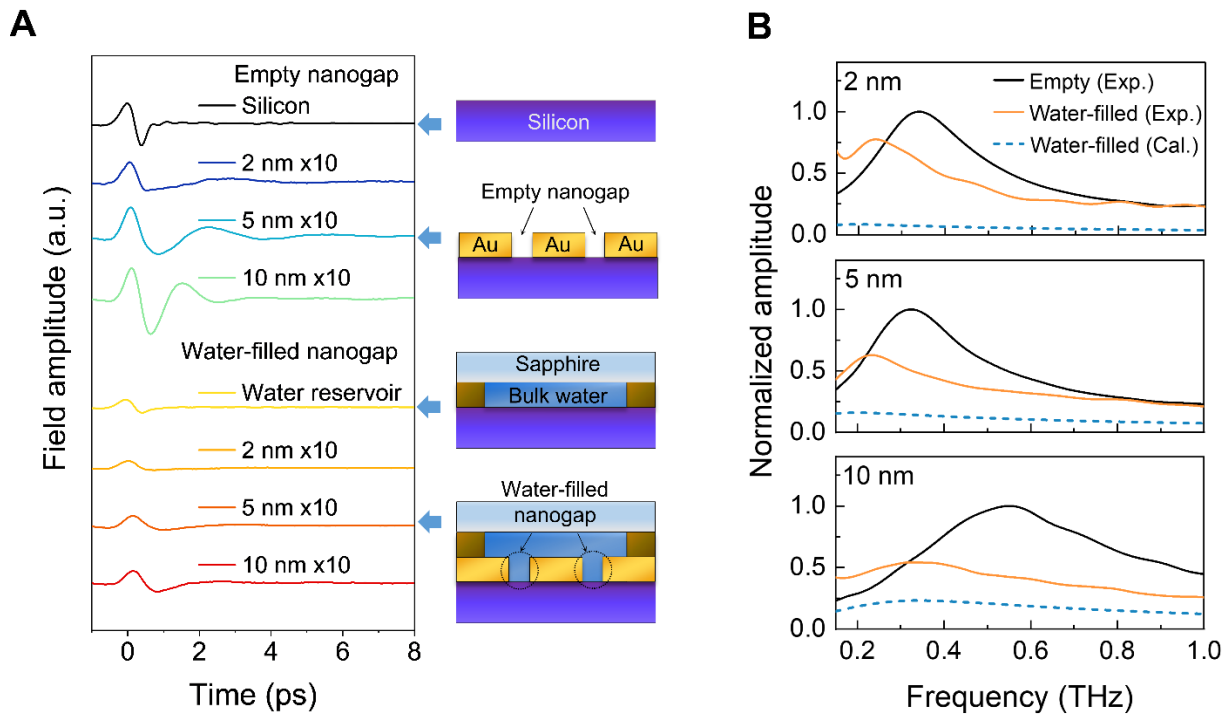 A
Empty nanogap
Silicon
2 nm x10
5 nm x10
10 nm x10
Water-filled nanogap
Water reservoir
2 nm x10
5 nm x10
10 nm x10
Field amplitude (a.u.)
0 2 4 6 8
Time (ps)
Silicon
Empty nanogap
Au Au Au
Sapphire
Bulk water
Water-filled
nanogap
B
2 nm
Empty (Exp.)
Water-filled (Exp.)
Water-filled (Cal.)
1.0
0.5
0.0
5 nm
1.0
0.5
0.0
10 nm
1.0
0.5
0.0
Normalized amplitude
0.2 0.4 0.6 0.8 1.0
Frequency (THz)